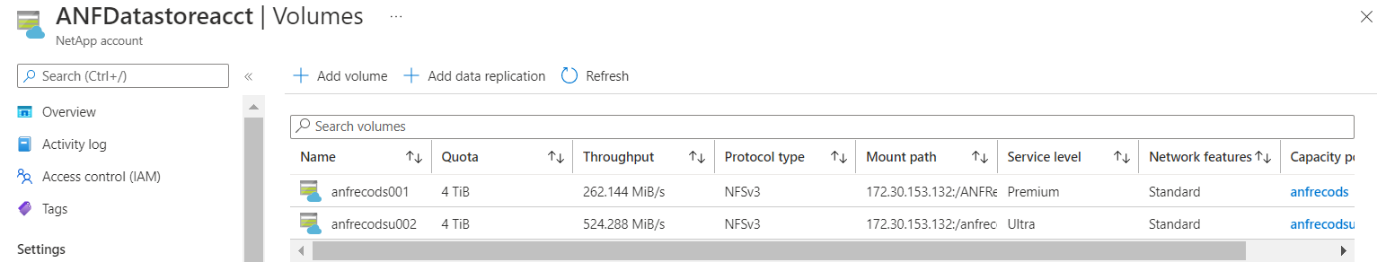 ANFDatastoreacct | Volumes ...
NetApp account
Search (Ctrl+/) «
+ Add volume + Add data replication Refresh
Overview
Activity log
Access control (IAM)
Tags
Settings
Search volumes
Name ↑↓ Quota ↑↓ Throughput ↑↓ Protocol type ↑↓ Mount path ↑↓ Service level ↑↓ Network features ↑↓ Capacity po
anfrecods001 4 TiB 262.144 MiB/s NFSv3 172.30.153.132:/ANFRe Premium Standard anfrecods
anfrecodsu002 4 TiB 524.288 MiB/s NFSv3 172.30.153.132:/anfrec Ultra Standard anfrecodsu